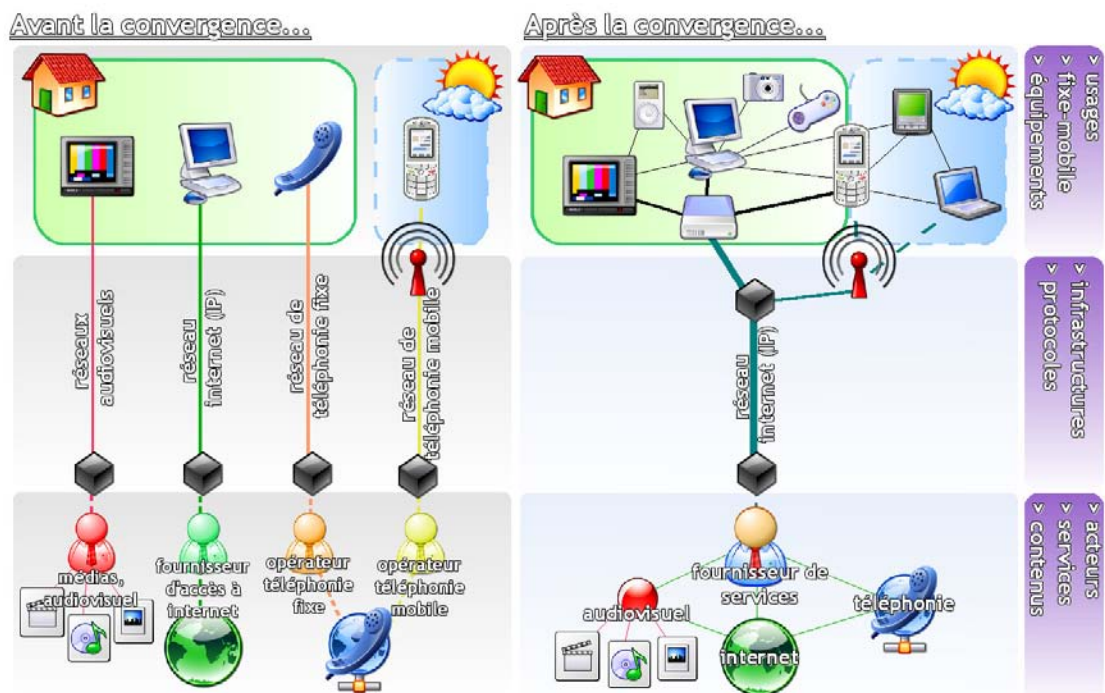 Avant la convergence...
réseaux
audiovisuels
réseau
internet (IP)
réseau de
téléphonie fixe
réseau de
téléphonie mobile
médias,
audiovisuel
fournisseur
d'accès à
internet
opérateur
téléphonie
fixe
opérateur
téléphonie
mobile
Après la convergence...
réseau
internet (IP)
fournisseur de
services
audiovisuel
téléphonie
internet
> usages
> fixe-mobile
> équipements
> infrastructures
> protocoles
> acteurs
> services
> contenus